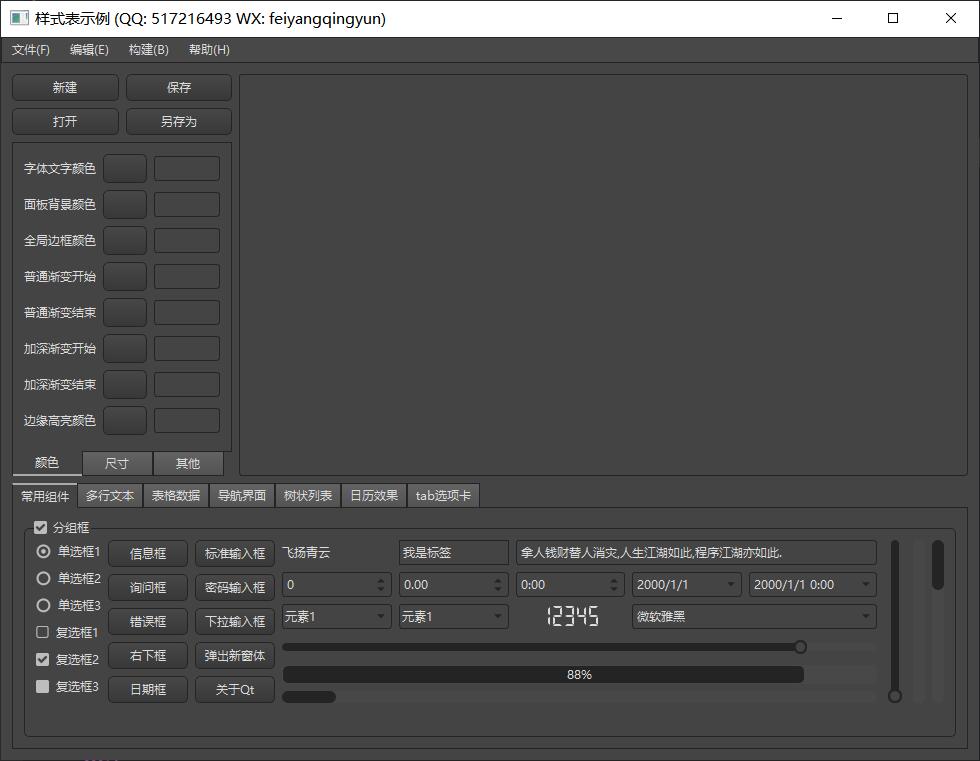 样式表示例 (QQ: 517216493 WX: feiyangqingyun)
文件(F) 编辑(E) 构建(B) 帮助(H)
新建 保存
打开 另存为
字体文字颜色
面板背景颜色
全局边框颜色
普通渐变开始
普通渐变结束
加深渐变开始
加深渐变结束
边缘高亮颜色
颜色 尺寸 其他
常用组件 多行文本 表格数据 导航界面 树状列表 日历效果 tab选项卡
分组框
单选框1 信息框 标准输入框 飞扬青云 我是标签 拿人钱财替人消灾,人生江湖如此,程序江湖亦如此.
单选框2 询问框 密码输入框 0 0.00 0:00 2000/1/1 2000/1/1 0:00
单选框3 错误框 下拉输入框 元素1 元素1 12345 微软雅黑
复选框1
复选框2 右下框 弹出新窗体
88%
复选框3 日期框 关于Qt